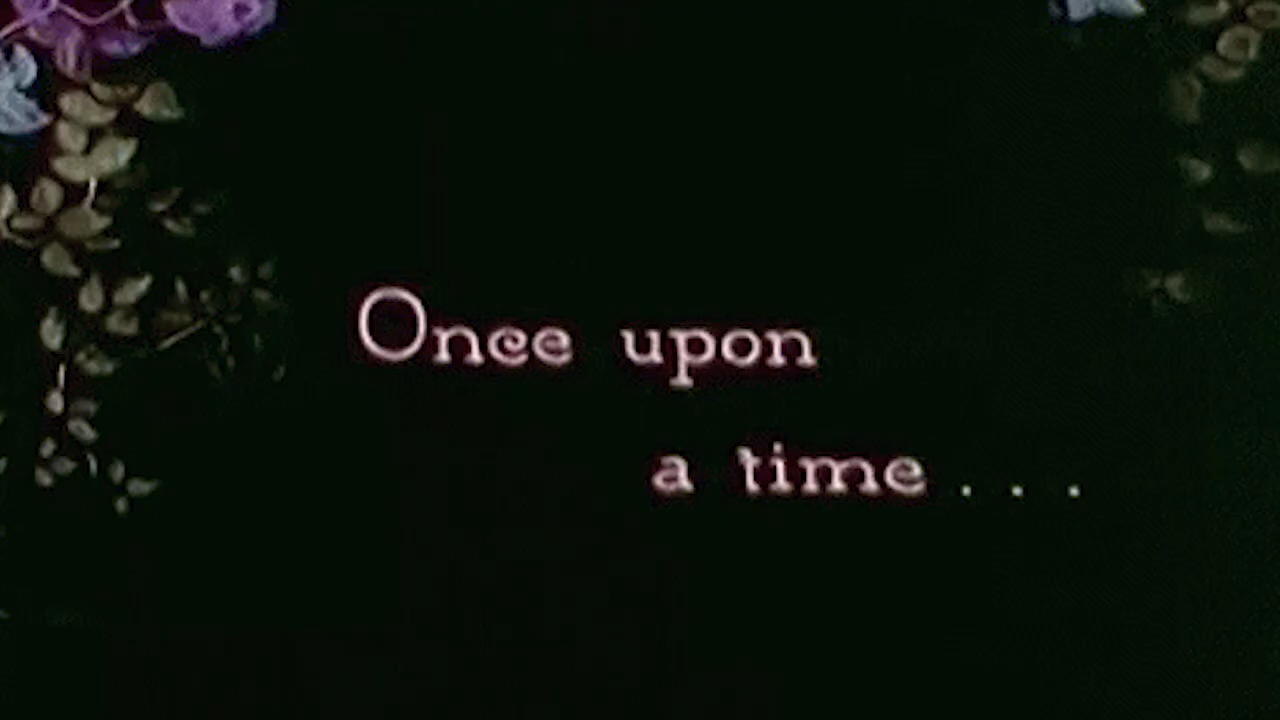 Once upon
a time . . .